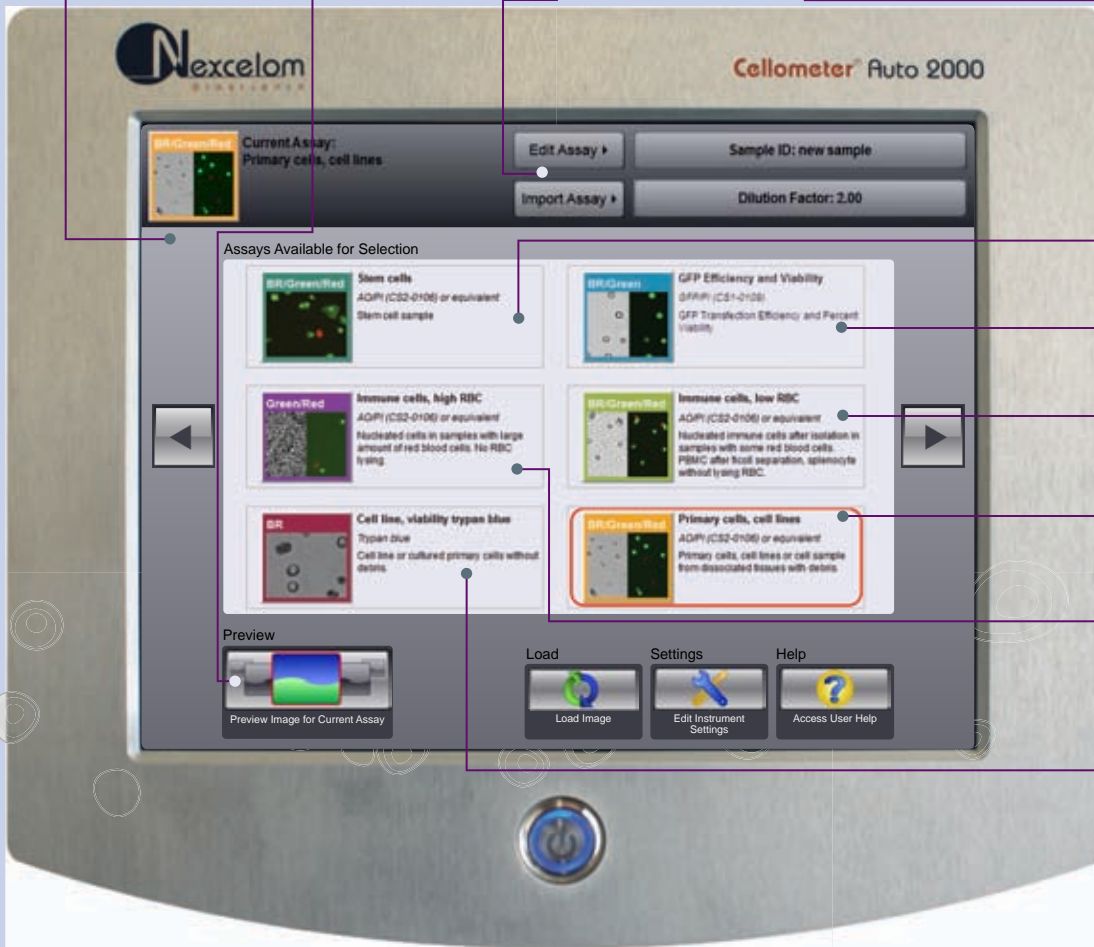 Nexcelom
BIOSCIENCE
Cellometer® Auto 2000
BR/Green/Red
Current Assay:
Primary cells, cell lines
Edit Assay
Import Assay
Sample ID: new sample
Dilution Factor: 2.00
Assays Available for Selection
BR/Green/Red
Stem cells
AO/PI (CS2-0106) or equivalent
Stem cell sample
BR/Green
GFP Efficiency and Viability
GFP/PI (CS1-0109)
GFP Transfection Efficiency and Percent
Viability
Green/Red
Immune cells, high RBC
AO/PI (CS2-0106) or equivalent
Nucleated cells in samples with large
amount of red blood cells. No RBC
lysing.
BR/Green/Red
Immune cells, low RBC
AO/PI (CS2-0106) or equivalent
Nucleated immune cells after isolation in
samples with some red blood cells.
PBMC after ficoll separation, splenocyte
without lysing RBC.
BR
Cell line, viability trypan blue
Trypan blue
Cell line or cultured primary cells without
debris.
BR/Green/Red
Primary cells, cell lines
AO/PI (CS2-0106) or equivalent
Primary cells, cell lines or cell sample
from dissociated tissues with debris.
Preview
Preview Image for Current Assay
Load
Load Image
Settings
Edit Instrument
Settings
Help
Access User Help